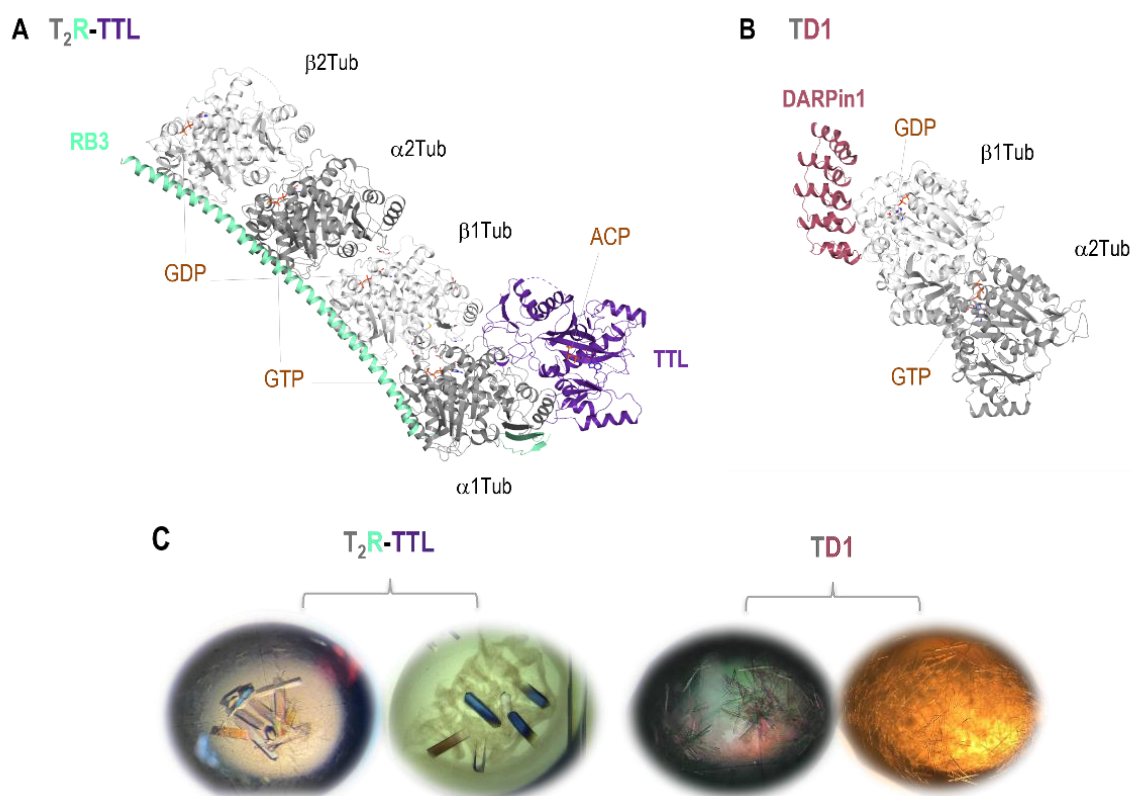 A T₂R-TTL
B TD1
β2Tub
RB3
α2Tub
DARPin1
GDP
β1Tub
β1Tub
ACP
α2Tub
GDP
TTL
GTP
GTP
α1Tub
C T₂R-TTL TD1